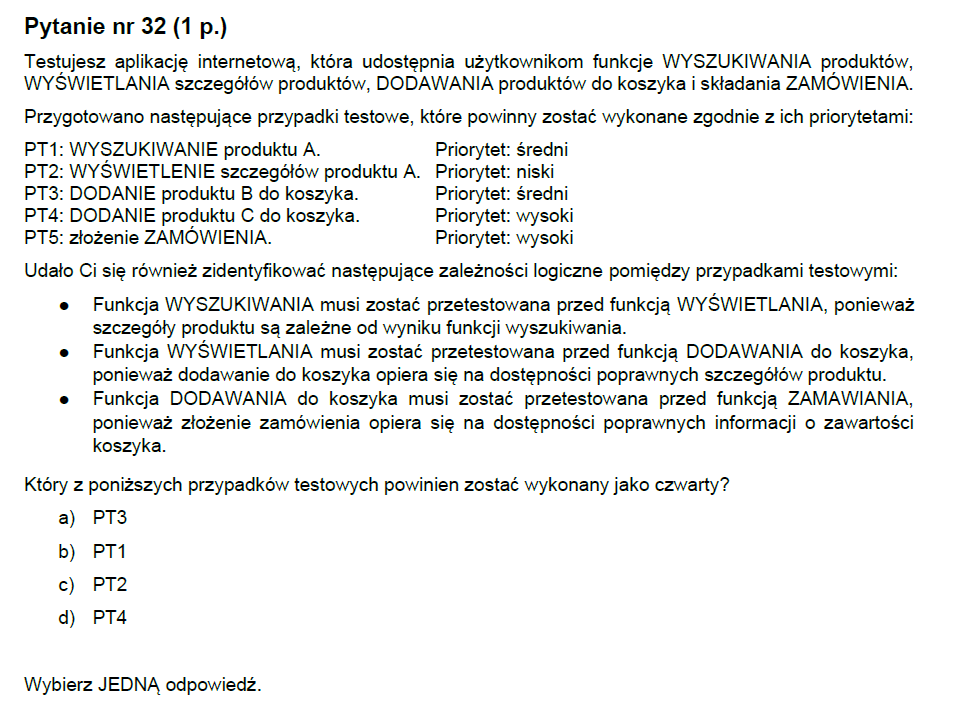 Pytanie nr 32 (1 p.)
Testujesz aplikację internetową, która udostępnia użytkownikom funkcje WYSZUKIWANIA produktów,
WYŚWIETLANIA szczegółów produktów, DODAWANIA produktów do koszyka i składania ZAMÓWIENIA.
Przygotowano następujące przypadki testowe, które powinny zostać wykonane zgodnie z ich priorytetami:
PT1: WYSZUKIWANIE produktu A. Priorytet: średni
PT2: WYŚWIETLENIE szczegółów produktu A. Priorytet: niski
PT3: DODANIE produktu B do koszyka. Priorytet: średni
PT4: DODANIE produktu C do koszyka. Priorytet: wysoki
PT5: złożenie ZAMÓWIENIA. Priorytet: wysoki
Udało Ci się również zidentyfikować następujące zależności logiczne pomiędzy przypadkami testowymi:
● Funkcja WYSZUKIWANIA musi zostać przetestowana przed funkcją WYŚWIETLANIA, ponieważ
szczegóły produktu są zależne od wyniku funkcji wyszukiwania.
● Funkcja WYŚWIETLANIA musi zostać przetestowana przed funkcją DODAWANIA do koszyka,
ponieważ dodawanie do koszyka opiera się na dostępności poprawnych szczegółów produktu.
● Funkcja DODAWANIA do koszyka musi zostać przetestowana przed funkcją ZAMAWIANIA,
ponieważ złożenie zamówienia opiera się na dostępności poprawnych informacji o zawartości
koszyka.
Który z poniższych przypadków testowych powinien zostać wykonany jako czwarty?
a) PT3
b) PT1
c) PT2
d) PT4
Wybierz JEDNĄ odpowiedź.